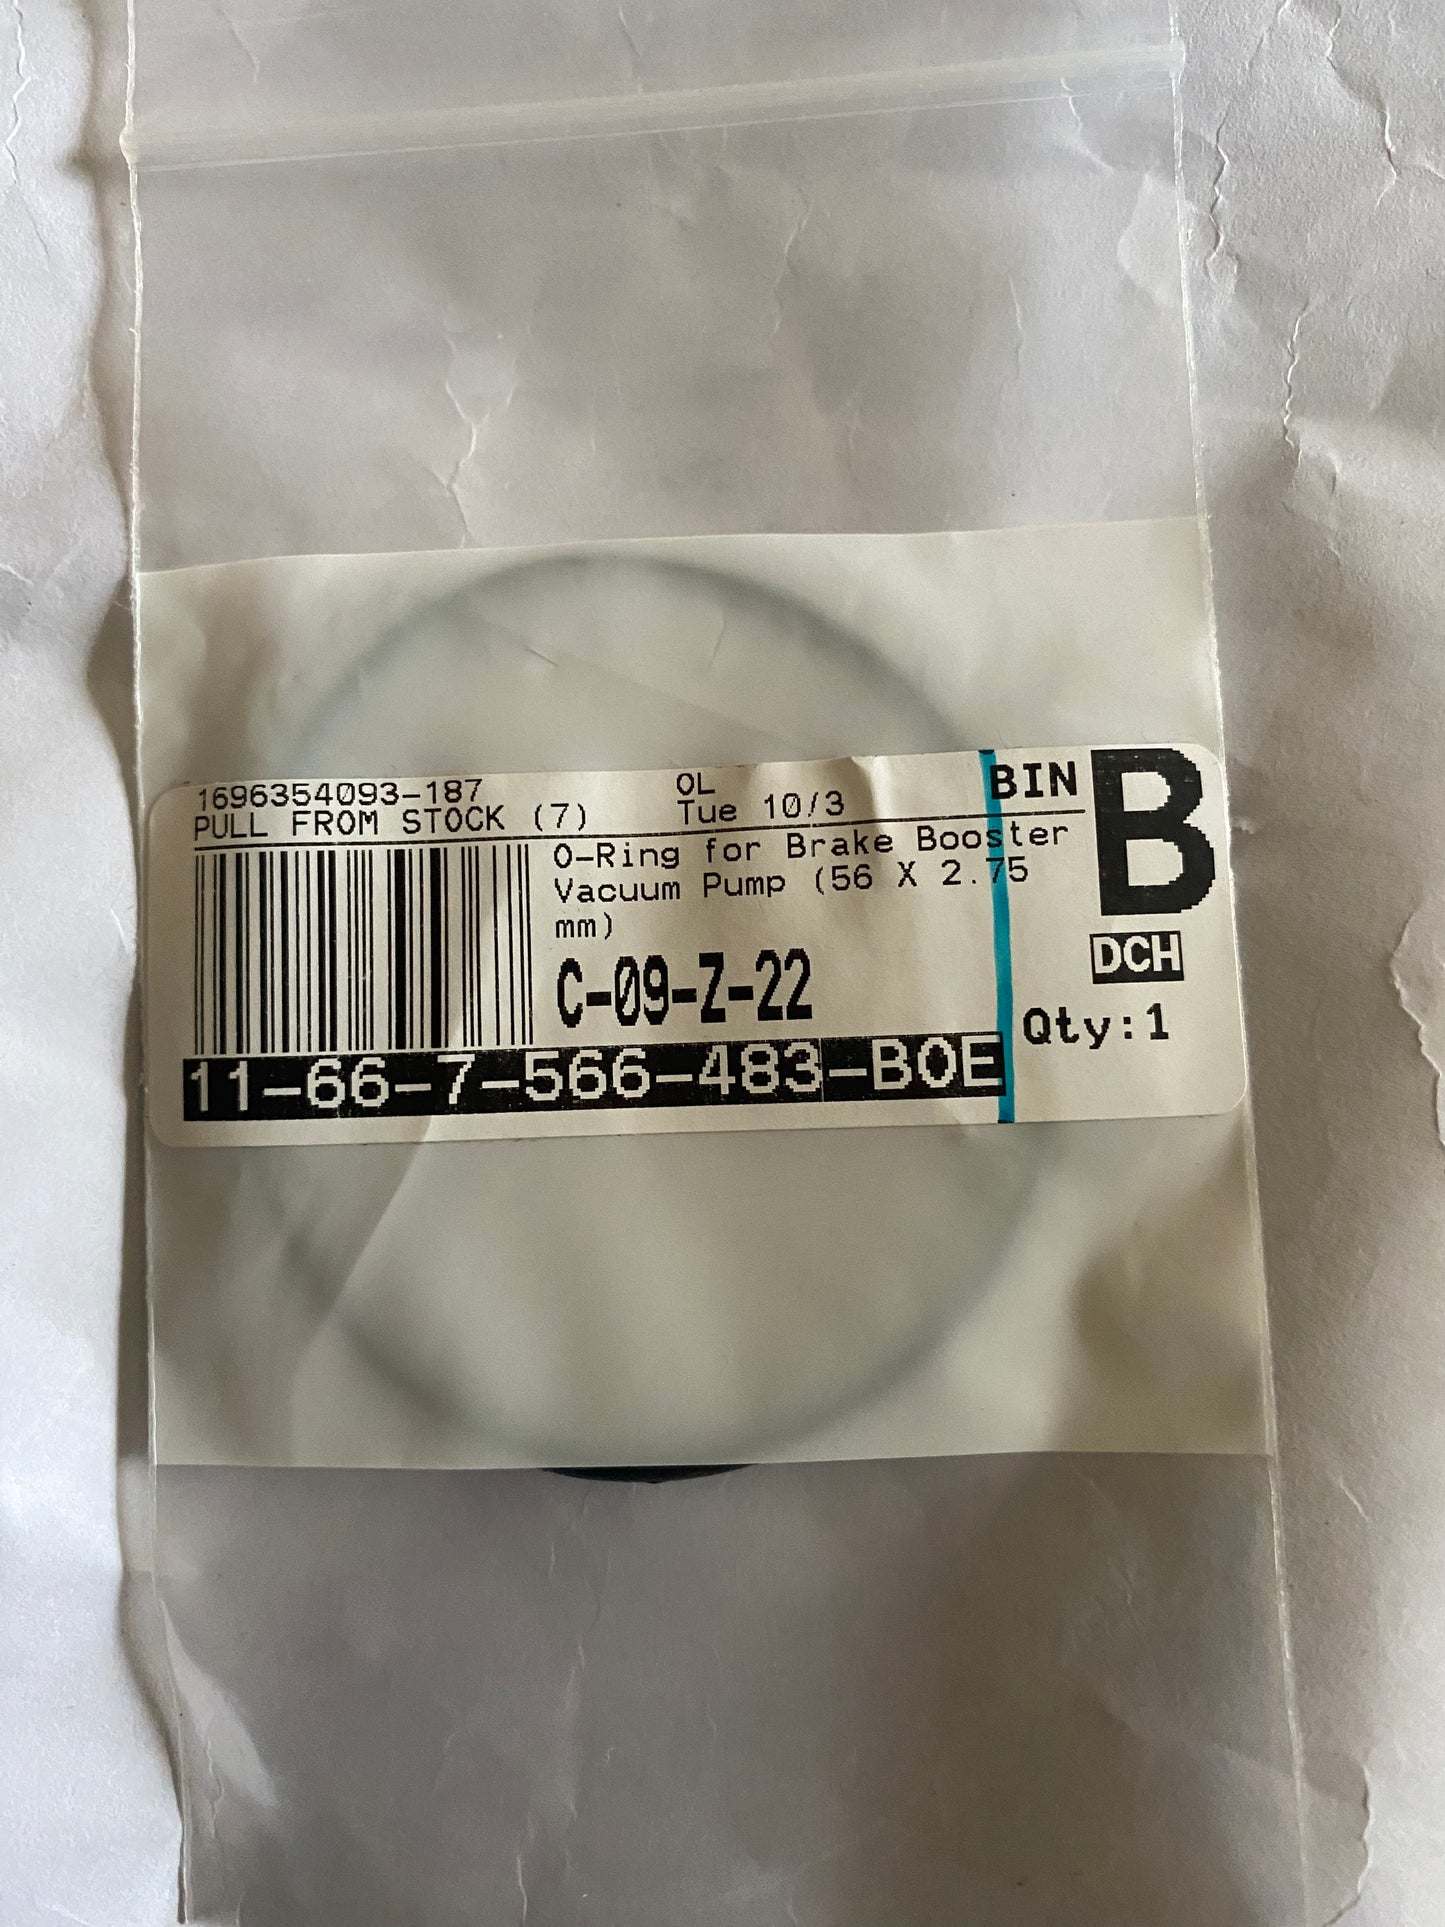 1696354093-187 OL
PULL FROM STOCK (7) Tue 10/3
BIN B
O-Ring for Brake Booster
Vacuum Pump (56 X 2.75
mm)
DCH
C-09-Z-22
Qty:1
11-66-7-566-483-BOE